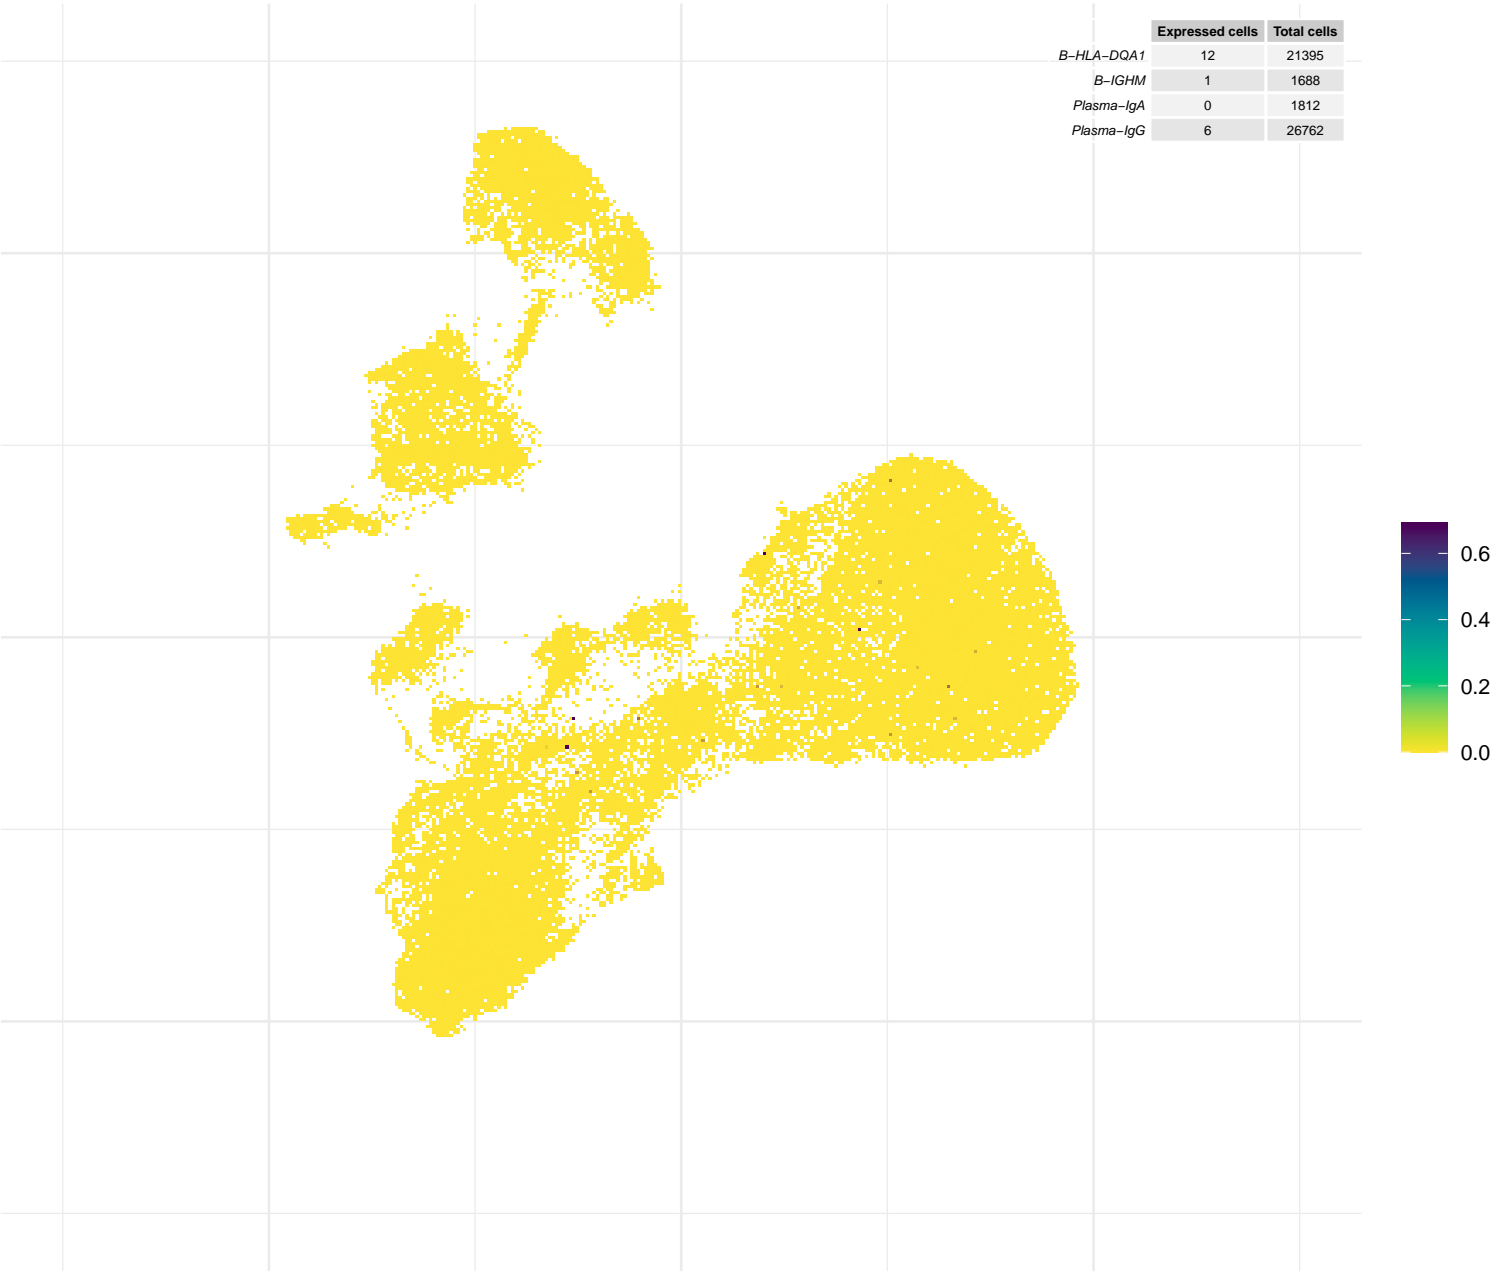 Expressed cells Total cells
B−HLA−DQA1 12 21395
B−IGHM 1 1688
Plasma−IgA 0 1812
Plasma−IgG 6 26762
0.6
0.4
0.2
0.0